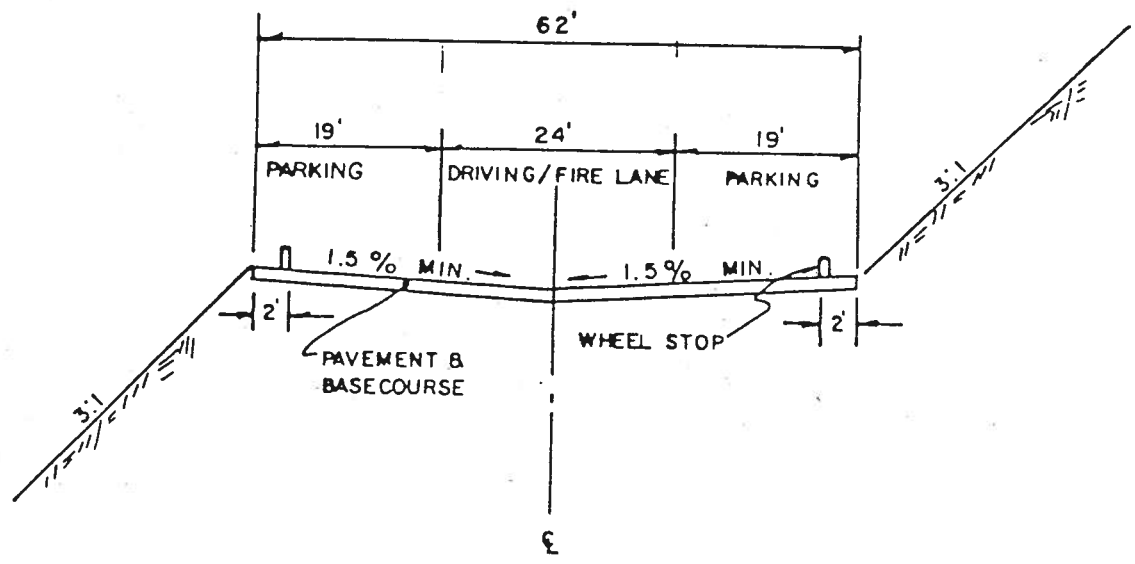 62'
19' 24' 19'
PARKING DRIVING/FIRE LANE PARKING
3:1
1.5 % MIN. 1.5 % MIN.
2' 2'
WHEEL STOP
PAVEMENT &
BASECOURSE
3:1
℄